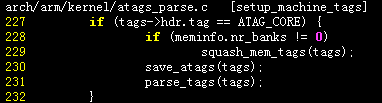 arch/arm/kernel/atags_parse.c   [setup_machine_tags]
227         if (tags->hdr.tag == ATAG_CORE) {
228                 if (meminfo.nr_banks != 0)
229                         squash_mem_tags(tags);
230                 save_atags(tags);
231                 parse_tags(tags);
232         }